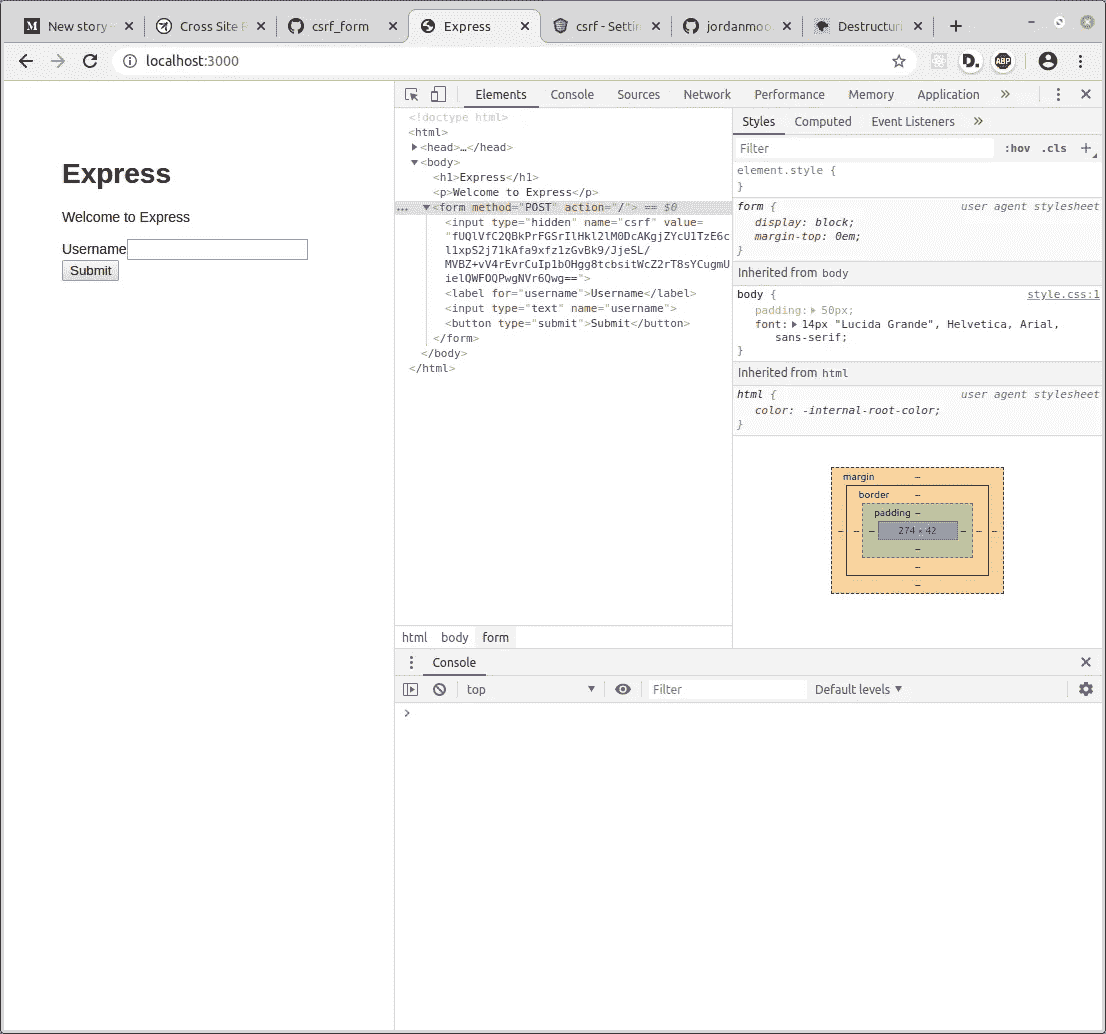 New story
Cross Site F
csrf_form
Express
csrf - Settin
jordanmoo
Destructuri
localhost:3000
D.
ABP
Express
Welcome to Express
Username
Submit
Elements
Console
Sources
Network
Performance
Memory
Application
»
<!doctype html>
<html>
<head>…</head>
<body>
<h1>Express</h1>
<p>Welcome to Express</p>
… <form method="POST" action="/"> == $0
<input type="hidden" name="csrf" value=
</label>
<label for="username">Username</label>
<input type="text" name="username">
<button type="submit">Submit</button>
</form>
</body>
</html>
html
body
form
Styles
Computed
Event Listeners
»
Filter
:hov
.cls
+
element.style {
}
form {
user agent stylesheet
display: block;
margin-top: 0em;
}
Inherited from body
body {
style.css:1
padding: 50px;
font: 14px "Lucida Grande", Helvetica, Arial,
sans-serif;
}
Inherited from html
html {
user agent stylesheet
color: -internal-root-color;
}
margin
–
border
–
padding –
– – – 274 × 42 – – –
–
–
–
Console
top
Filter
Default levels
>